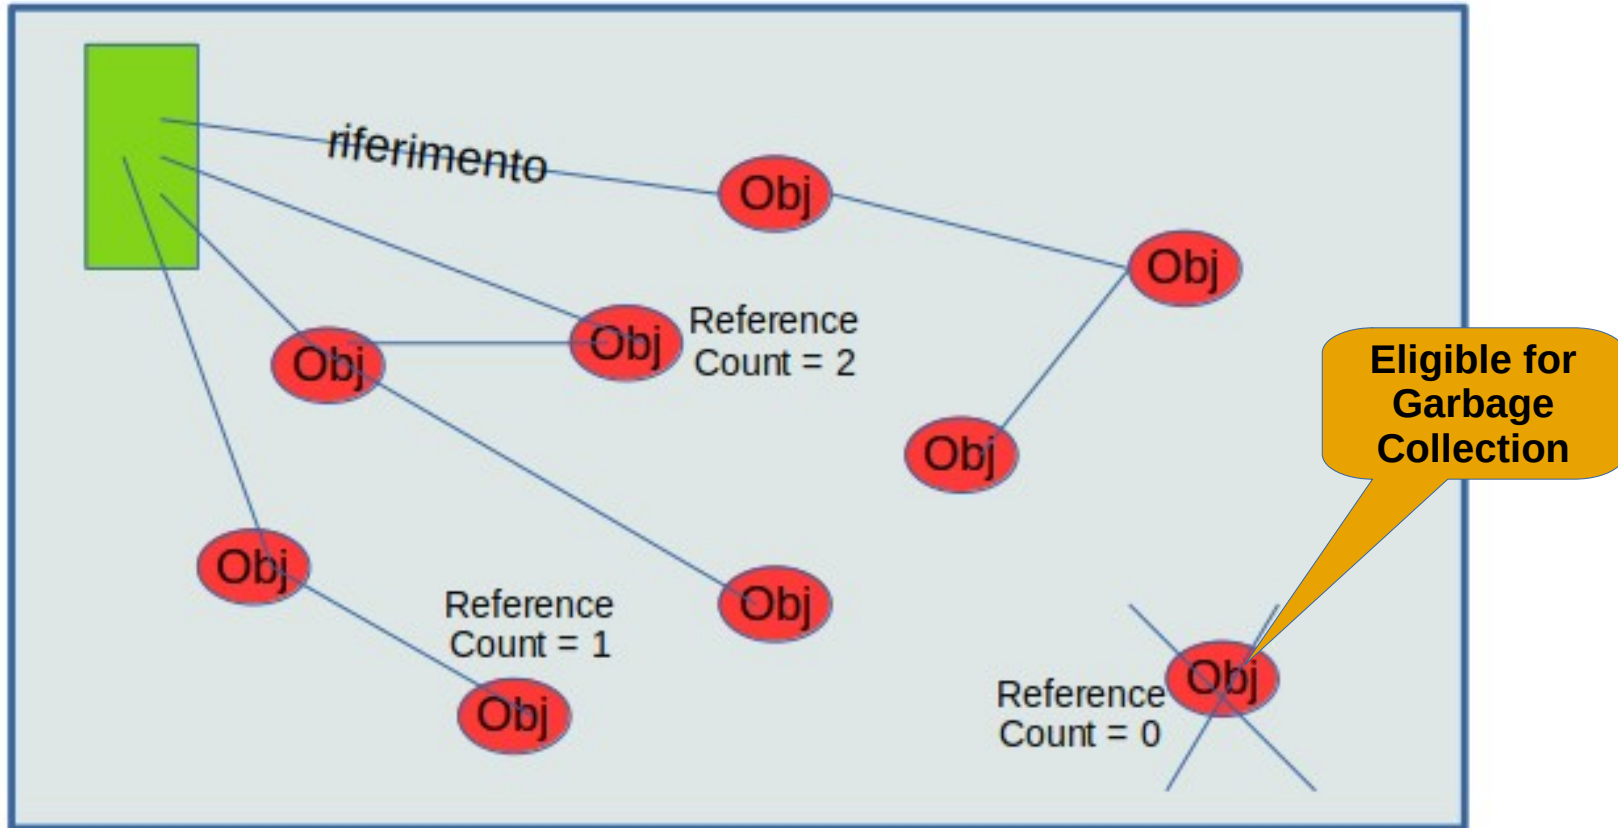 riferimento
Obj
Obj
Reference
Count = 2
Obj
Obj
Eligible for
Garbage
Collection
Obj
Obj
Reference
Count = 1
Obj
Obj
Reference
Count = 0
Obj